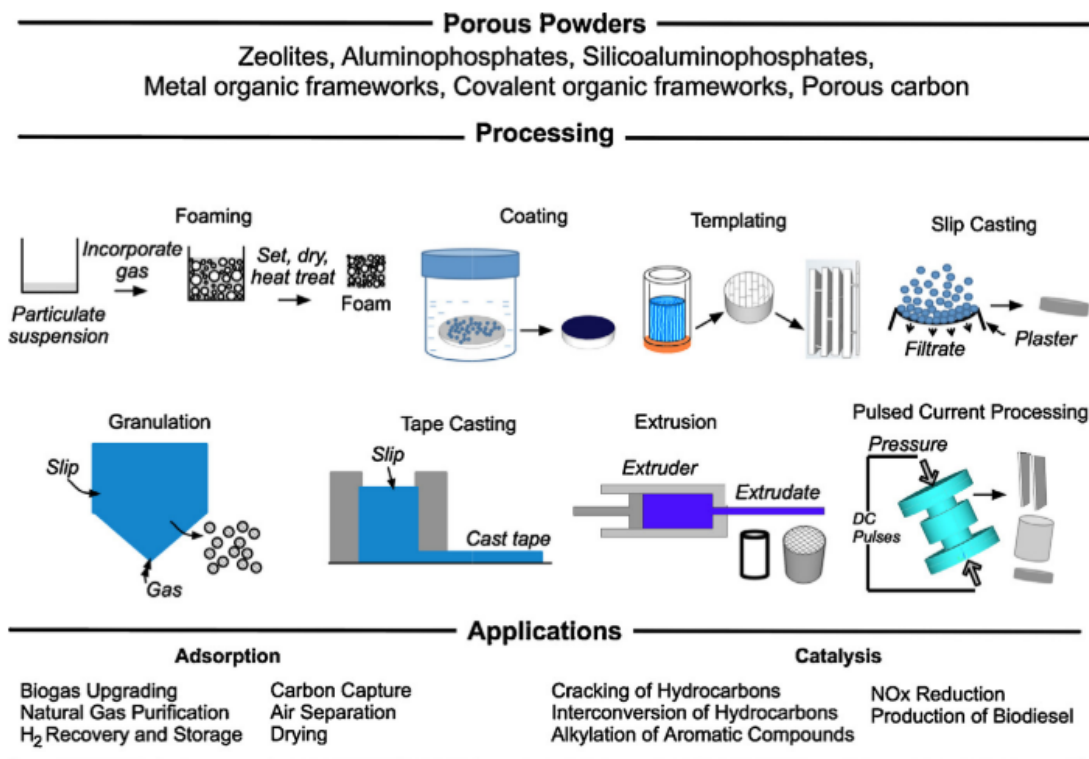 Porous Powders
Zeolites, Aluminophosphates, Silicoaluminophosphates,
Metal organic frameworks, Covalent organic frameworks, Porous carbon
Processing
Foaming
Incorporate
gas
Set, dry,
heat treat
Particulate
suspension
Foam
Coating
Templating
Slip Casting
Filtrate
Plaster
Granulation
Slip
Gas
Tape Casting
Slip
Cast tape
Extrusion
Extruder
Extrudate
Pulsed Current Processing
Pressure
DC
Pulses
Applications
Adsorption
Biogas Upgrading
Natural Gas Purification
H₂ Recovery and Storage
Carbon Capture
Air Separation
Drying
Catalysis
Cracking of Hydrocarbons
Interconversion of Hydrocarbons
Alkylation of Aromatic Compounds
NOx Reduction
Production of Biodiesel